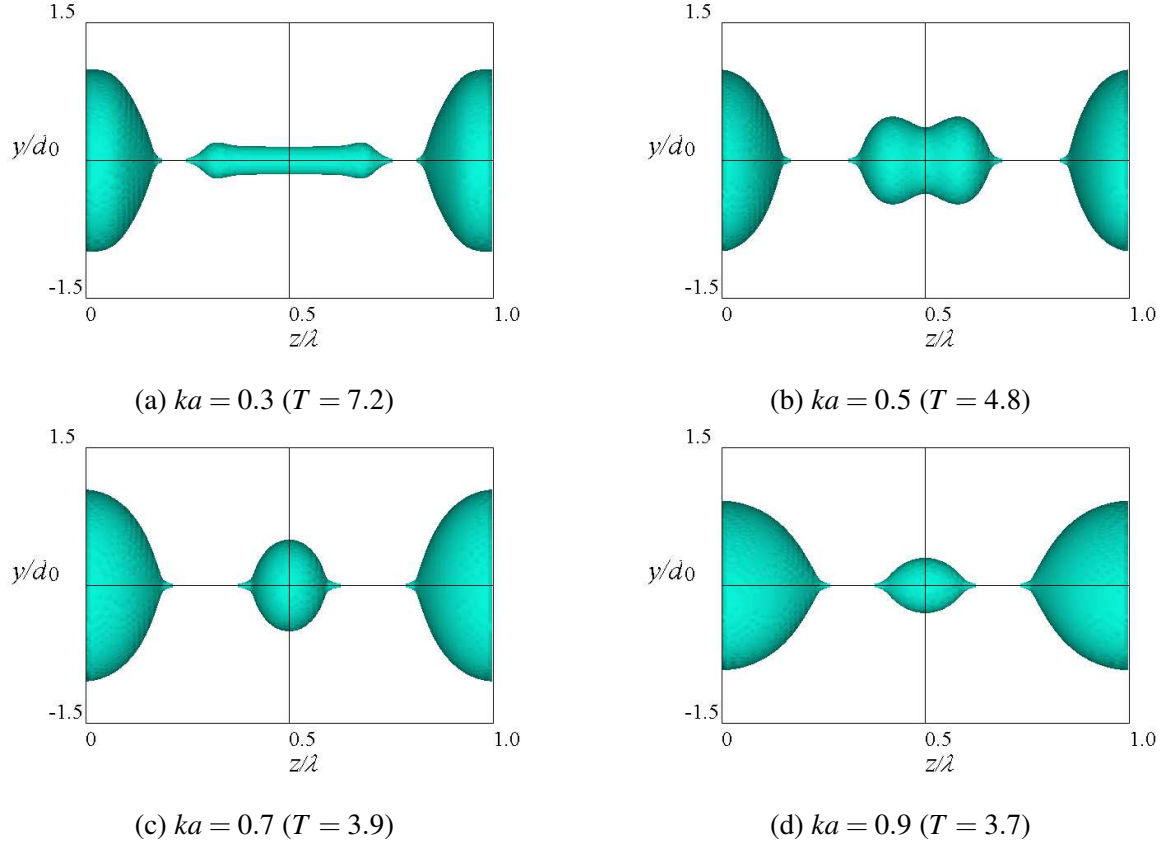 1.5
y/d0
-1.5
0
0.5
1.0
z/λ
(a) ka = 0.3 (T = 7.2)
1.5
y/d0
-1.5
0
0.5
1.0
z/λ
(b) ka = 0.5 (T = 4.8)
1.5
y/d0
-1.5
0
0.5
1.0
z/λ
(c) ka = 0.7 (T = 3.9)
1.5
y/d0
-1.5
0
0.5
1.0
z/λ
(d) ka = 0.9 (T = 3.7)